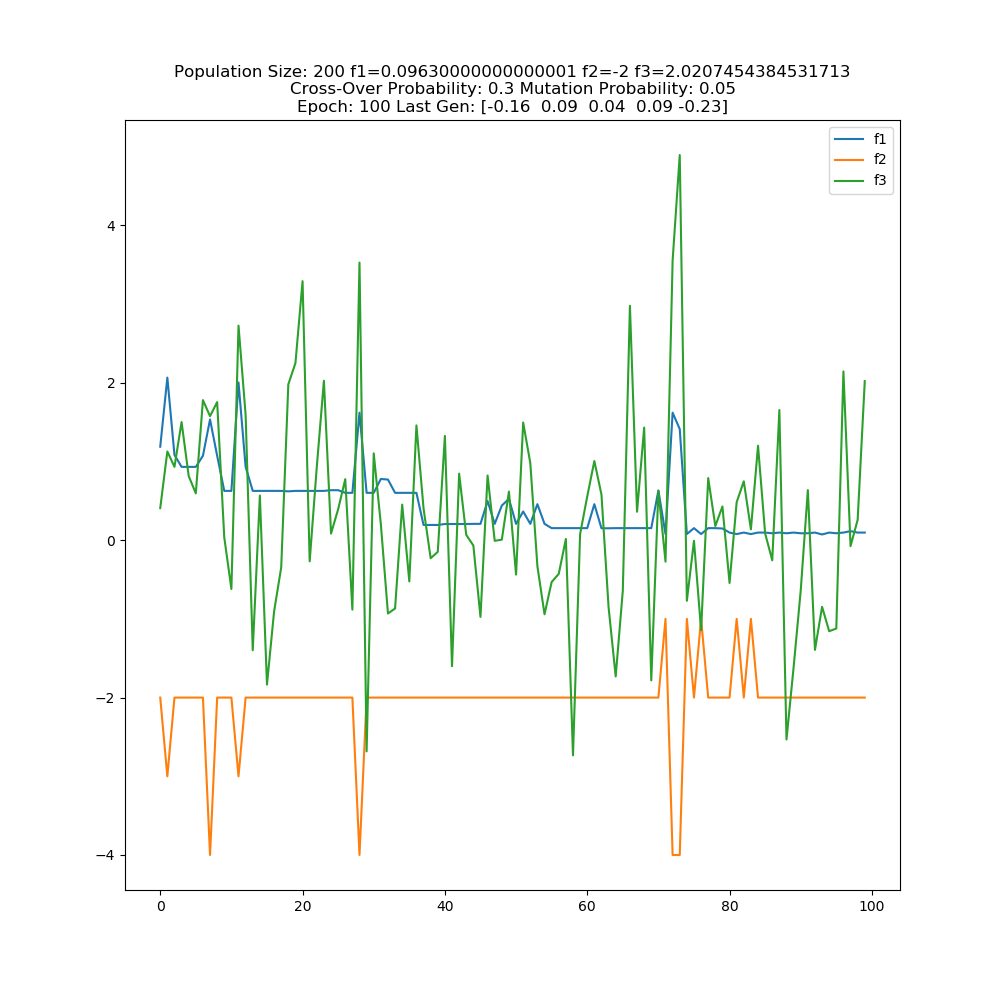 Population Size: 200 f1=0.09630000000000001 f2=-2 f3=2.0207454384531713
Cross-Over Probability: 0.3 Mutation Probability: 0.05
Epoch: 100 Last Gen: [-0.16  0.09  0.04  0.09 -0.23]
f1
f2
f3
4
2
0
−2
−4
0 20 40 60 80 100